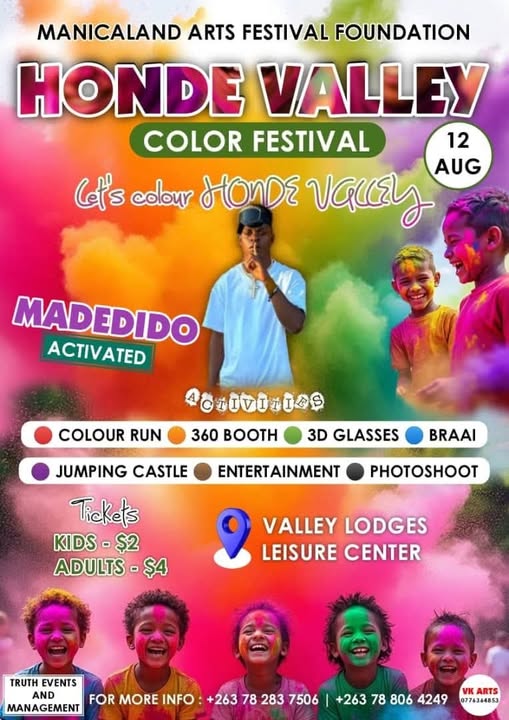 MANICALAND ARTS FESTIVAL FOUNDATION
HONDE VALLEY
COLOR FESTIVAL
12
AUG
Let's colour HONDE VALLEY
MADEDIDO
ACTIVATED
ACTIVITIES
COLOUR RUN 360 BOOTH 3D GLASSES BRAAI
JUMPING CASTLE ENTERTAINMENT PHOTOSHOOT
Tickets
KIDS - $2
ADULTS - $4
VALLEY LODGES
LEISURE CENTER
TRUTH EVENTS
AND
MANAGEMENT
FOR MORE INFO : +263 78 283 7506 | +263 78 806 4249
VK ARTS
0776364853